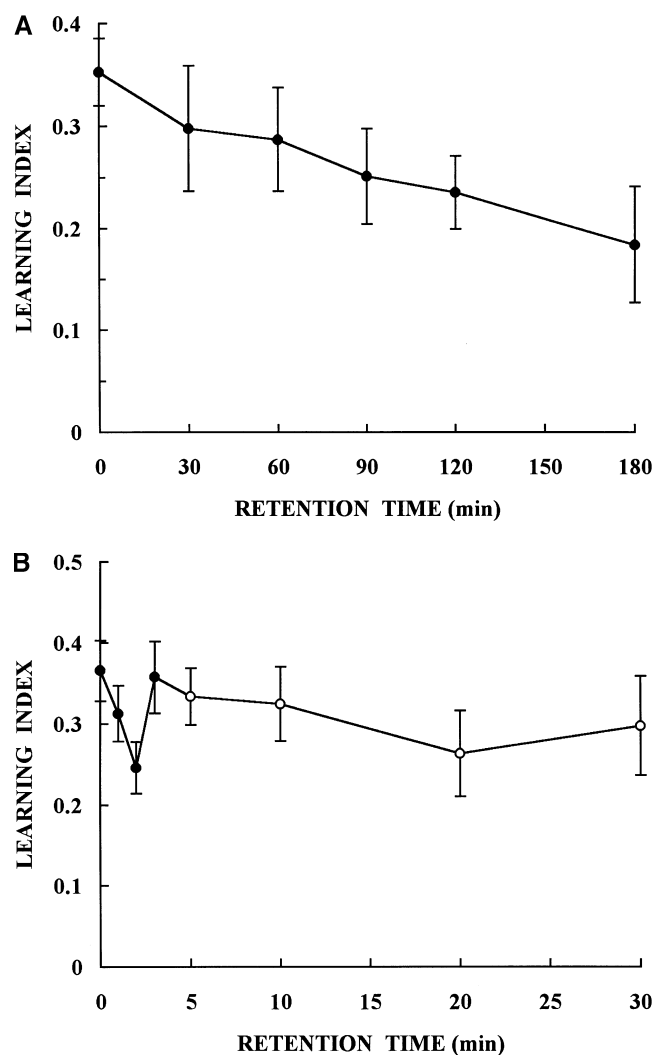 A
0.4
0.3
0.2
0.1
0
LEARNING INDEX
0 30 60 90 120 150 180
RETENTION TIME (min)
B
0.5
0.4
0.3
0.2
0.1
0
LEARNING INDEX
0 5 10 15 20 25 30
RETENTION TIME (min)